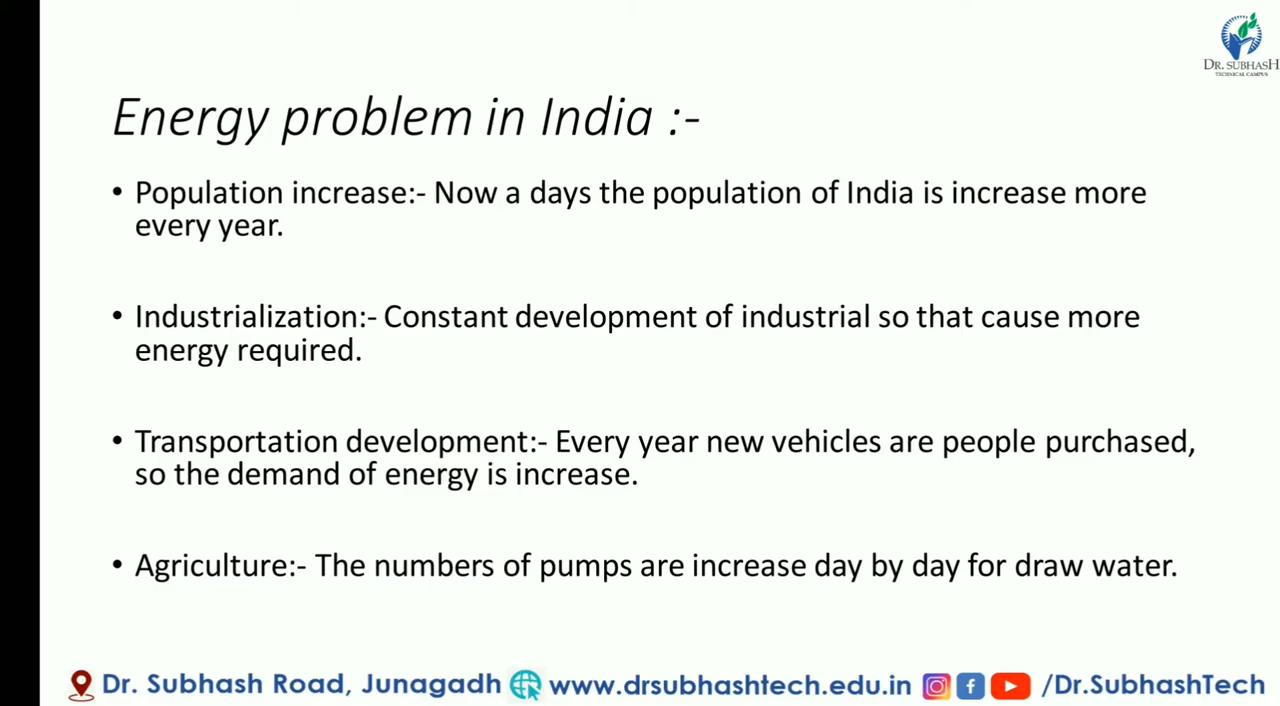 DR. SUBHASH
TECHNICAL CAMPUS
Energy problem in India :-
• Population increase:- Now a days the population of India is increase more
every year.
• Industrialization:- Constant development of industrial so that cause more
energy required.
• Transportation development:- Every year new vehicles are people purchased,
so the demand of energy is increase.
• Agriculture:- The numbers of pumps are increase day by day for draw water.
Dr. Subhash Road, Junagadh www.drsubhashtech.edu.in /Dr.SubhashTech